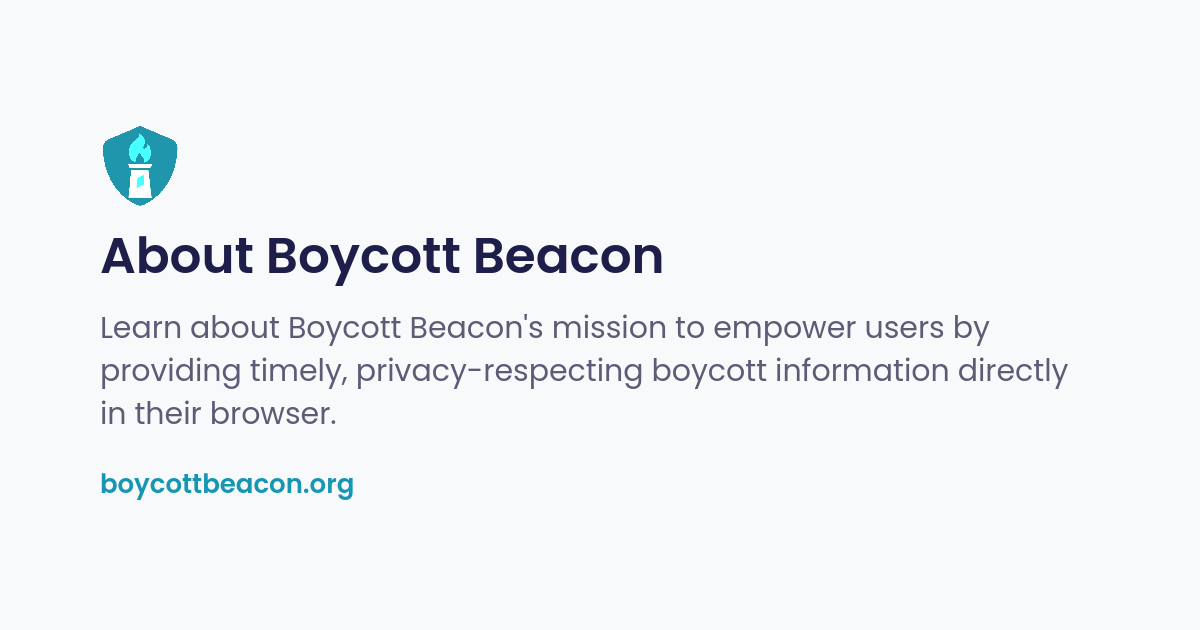 About Boycott Beacon
Learn about Boycott Beacon's mission to empower users by
providing timely, privacy-respecting boycott information directly
in their browser.
boycottbeacon.org